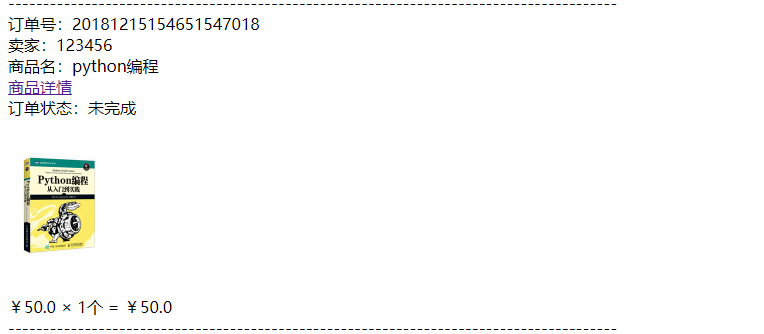 订单号：20181215154651547018
卖家：123456
商品名：python编程
商品详情
订单状态：未完成
Python编程
从入门到实践
￥50.0 × 1个 = ￥50.0